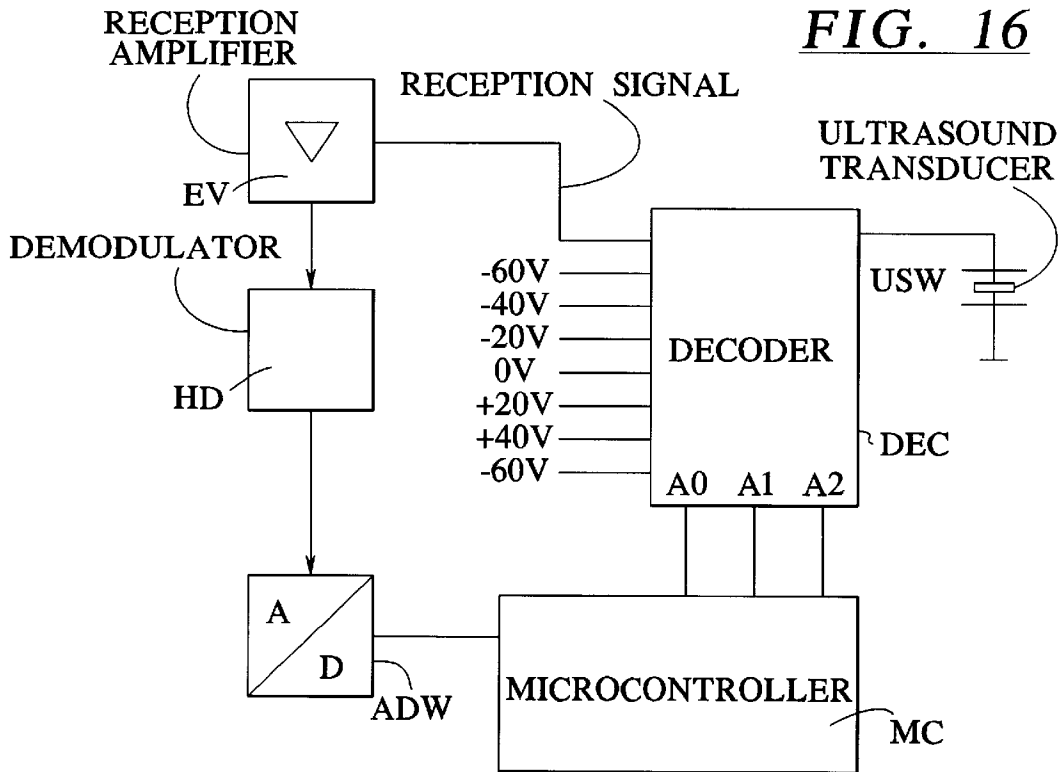 FIG. 16
RECEPTION
AMPLIFIER
RECEPTION SIGNAL
ULTRASOUND
TRANSDUCER
EV
DEMODULATOR
-60V
-40V
-20V
0V
+20V
+40V
-60V
DECODER
USW
HD
DEC
A0 A1 A2
A
D
ADW
MICROCONTROLLER
MC